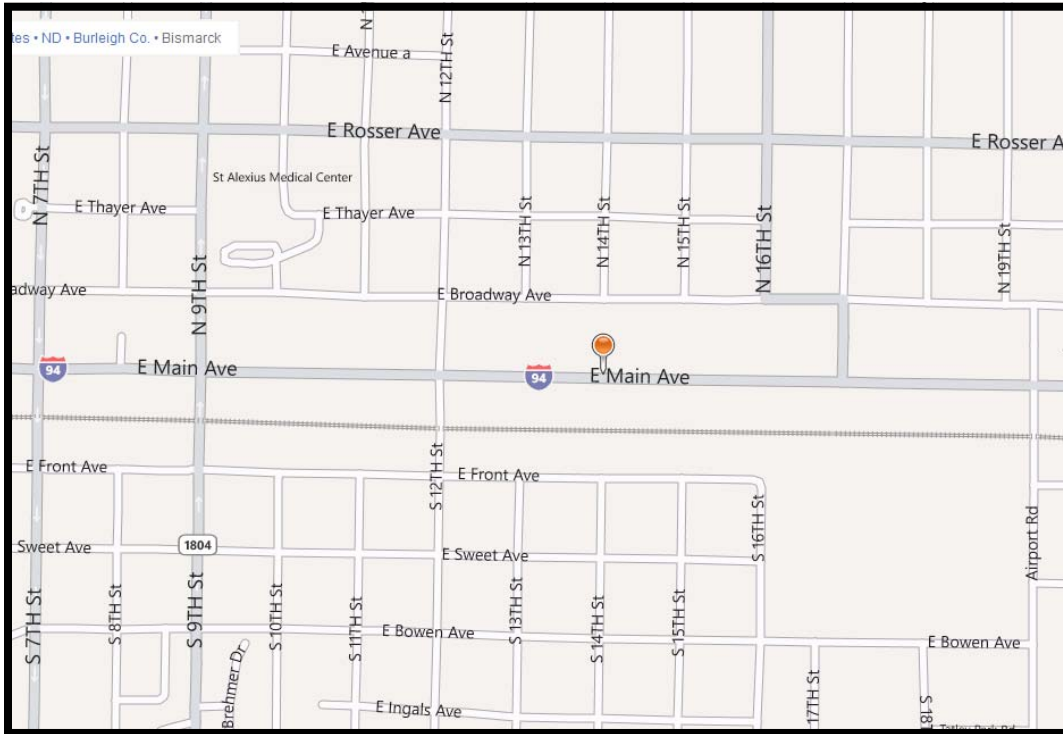 tes • ND • Burleigh Co. • Bismarck
E Avenue a
N 12TH St
E Rosser Ave
E Rosser A
N 7TH St
St Alexius Medical Center
E Thayer Ave
E Thayer Ave
N 13TH St
N 14TH St
N 15TH St
N 16TH St
N 19TH St
N 9TH St
adway Ave
E Broadway Ave
94
E Main Ave
94
E Main Ave
E Front Ave
E Front Ave
S 12TH St
S 16TH St
Airport Rd
Sweet Ave
1804
E Sweet Ave
S 7TH St
S 8TH St
S 9TH St
S 10TH St
S 11TH St
S 13TH St
S 14TH St
S 15TH St
E Bowen Ave
E Bowen Ave
Brehmer Dr
17TH St
E Ingals Ave